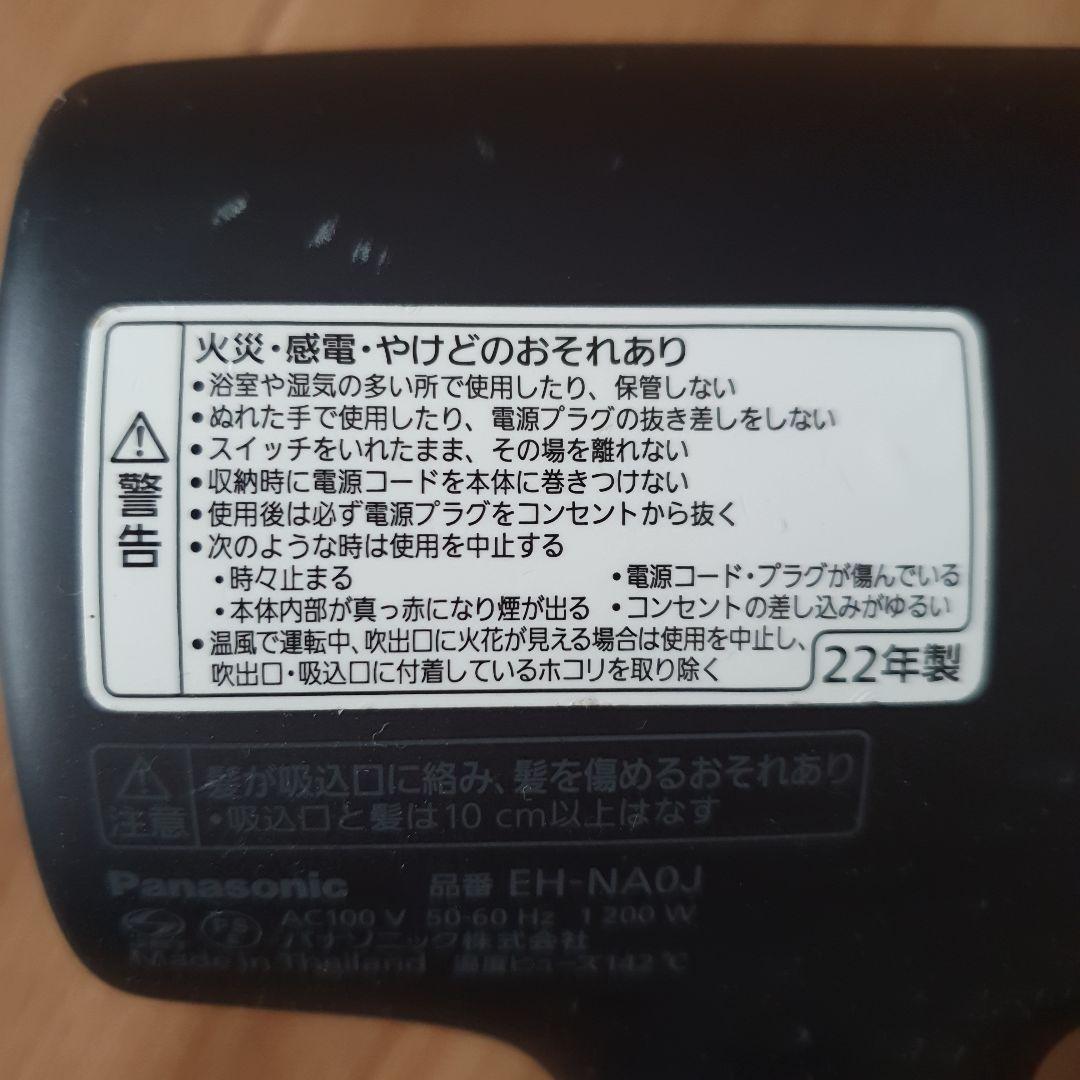 警告
火災・感電・やけどのおそれあり
•浴室や湿気の多い所で使用したり、保管しない
•ぬれた手で使用したり、電源プラグの抜き差しをしない
•スイッチをいれたまま、その場を離れない
•収納時に電源コードを本体に巻きつけない
•使用後は必ず電源プラグをコンセントから抜く
•次のような時は使用を中止する
•時々止まる •電源コード・プラグが傷んでいる
•本体内部が真っ赤になり煙が出る •コンセントの差し込みがゆるい
•温風で運転中、吹出口に火花が見える場合は使用を中止し、
吹出口・吸込口に付着しているホコリを取り除く
22年製
注意
髪が吸込口に絡み、髪を傷めるおそれあり
•吸込口と髪は10 cm以上はなす
Panasonic 品番 EH-NA0J
PS E AC100 V 50-60 Hz 1 200 W
パナソニック株式会社
Made in Thailand 温度ヒューズ142 ℃